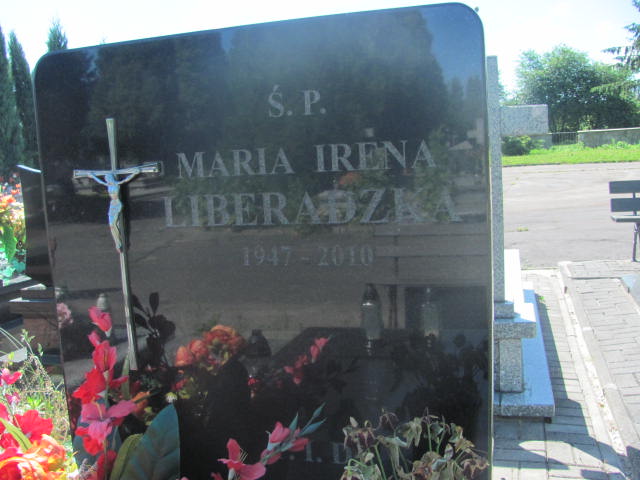 Ś. P.
MARIA IRENA
LIBERADZKA
1947 - 2010